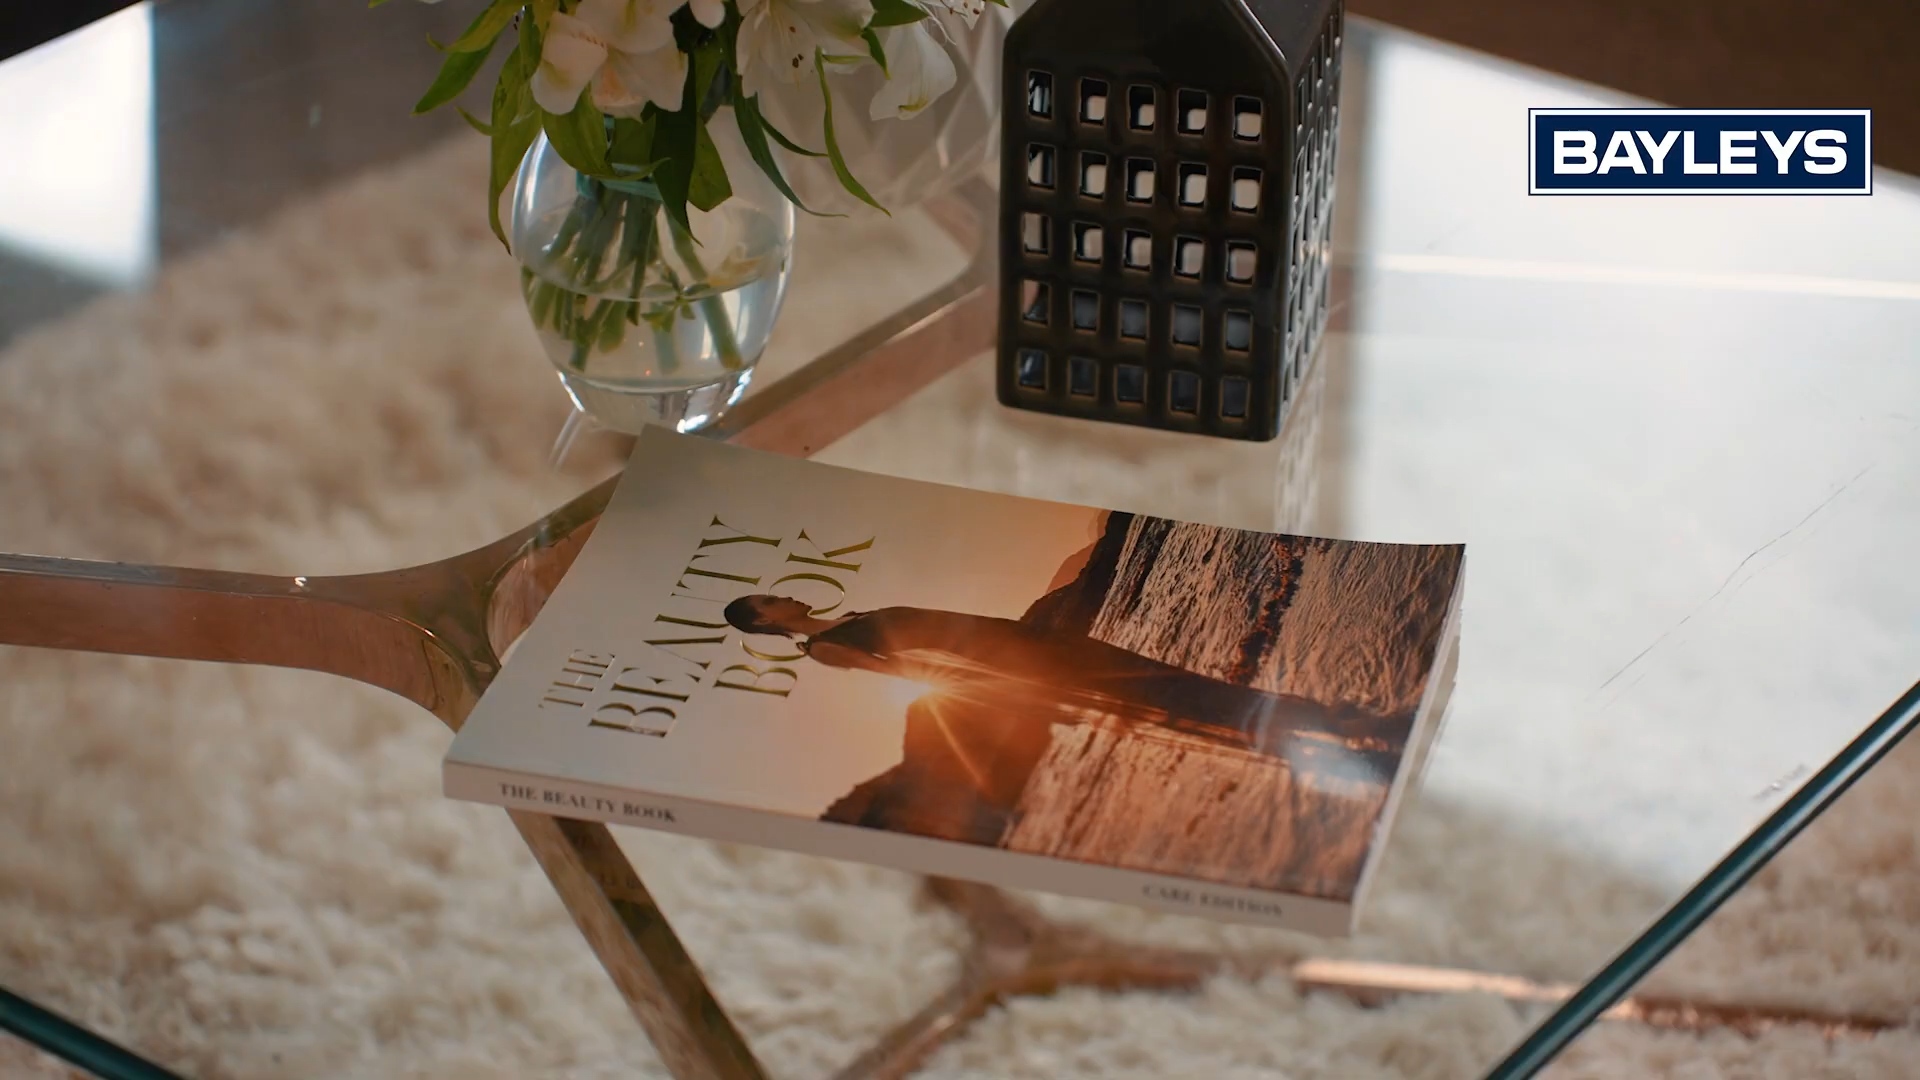 BAYLEYS
THE
BEAUTY
BOOK
THE BEAUTY BOOK
CARE EDITION